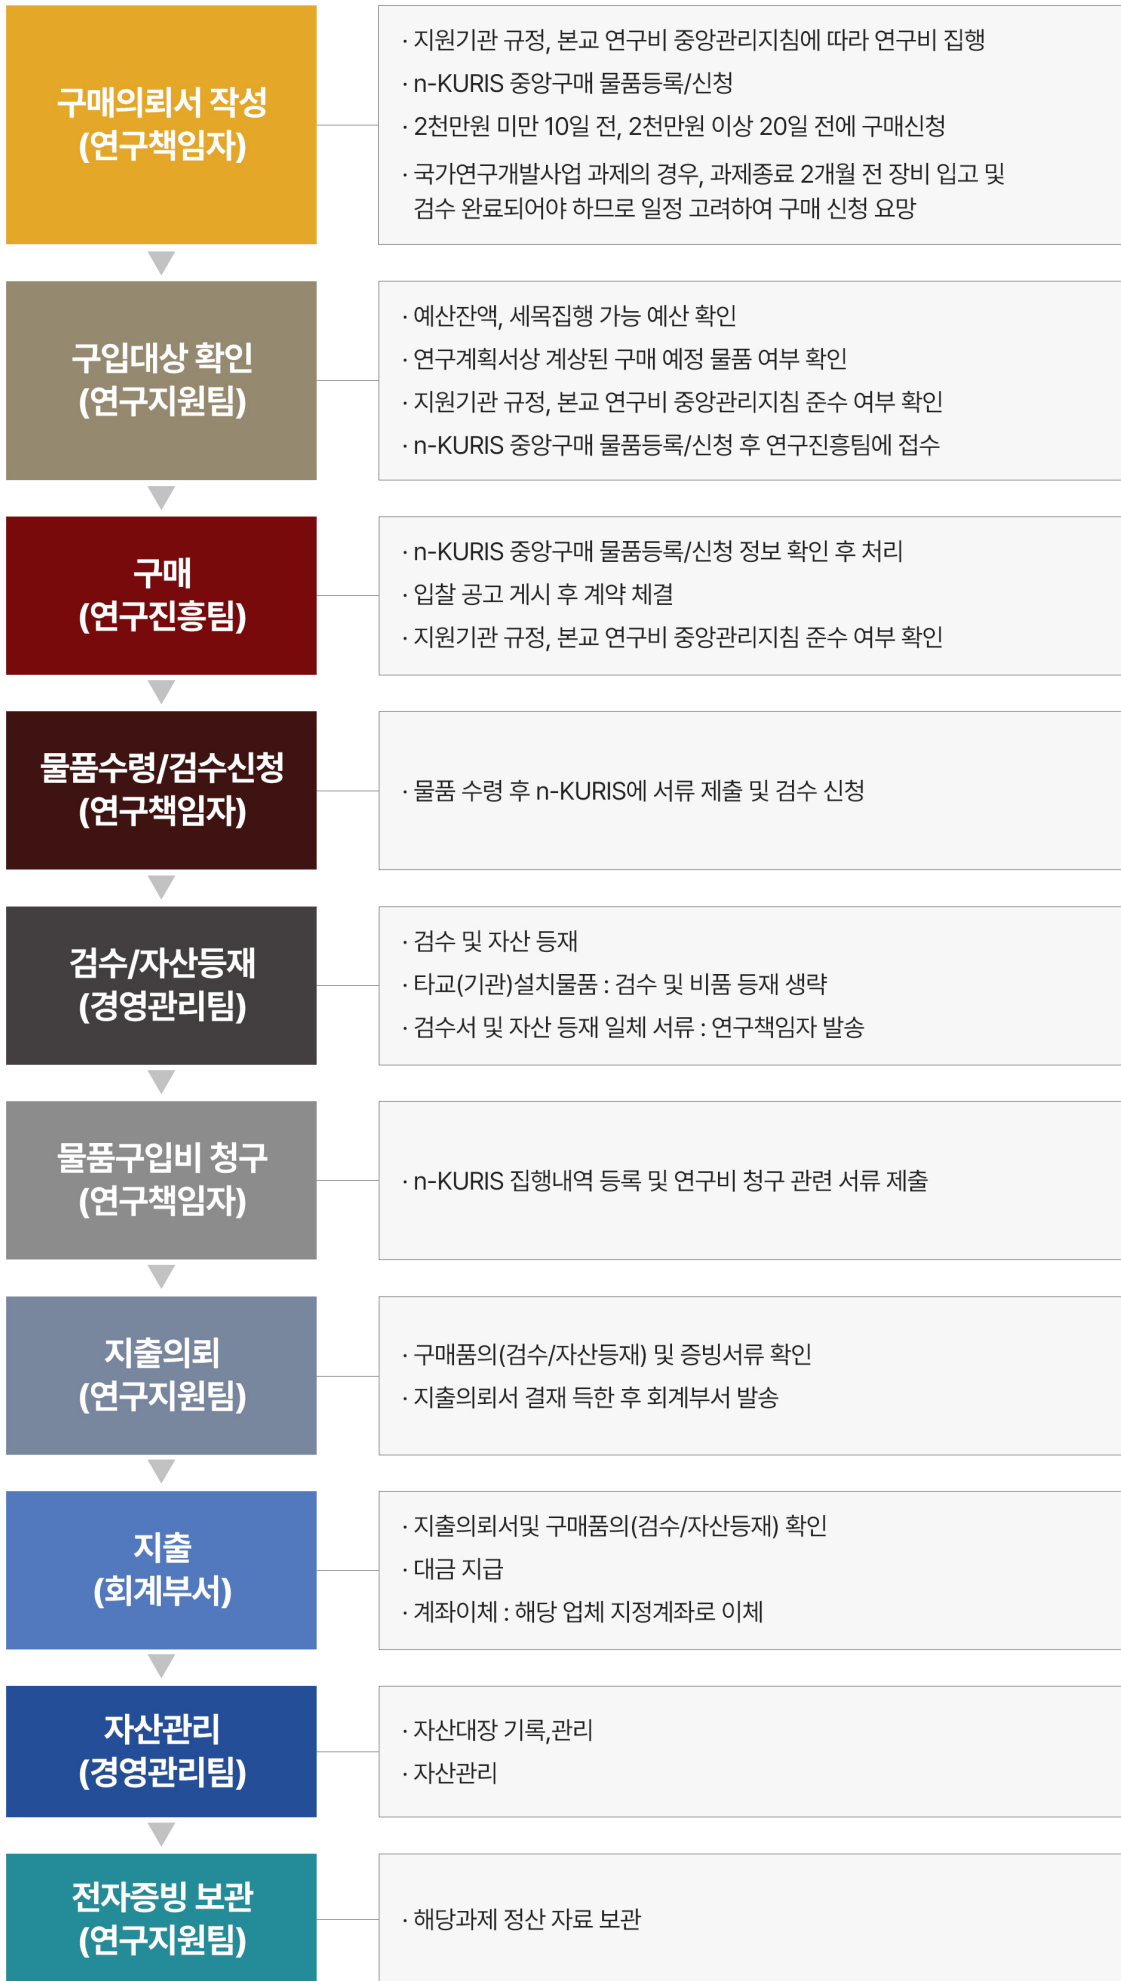 구매의뢰서 작성
(연구책임자)
· 지원기관 규정, 본교 연구비 중앙관리지침에 따라 연구비 집행
· n-KURIS 중앙구매 물품등록/신청
· 2천만원 미만 10일 전, 2천만원 이상 20일 전에 구매신청
· 국가연구개발사업 과제의 경우, 과제종료 2개월 전 장비 입고 및
검수 완료되어야 하므로 일정 고려하여 구매 신청 요망
구입대상 확인
(연구지원팀)
· 예산잔액, 세목집행 가능 예산 확인
· 연구계획서상 계상된 구매 예정 물품 여부 확인
· 지원기관 규정, 본교 연구비 중앙관리지침 준수 여부 확인
· n-KURIS 중앙구매 물품등록/신청 후 연구진흥팀에 접수
구매
(연구진흥팀)
· n-KURIS 중앙구매 물품등록/신청 정보 확인 후 처리
· 입찰 공고 게시 후 계약 체결
· 지원기관 규정, 본교 연구비 중앙관리지침 준수 여부 확인
물품수령/검수신청
(연구책임자)
· 물품 수령 후 n-KURIS에 서류 제출 및 검수 신청
검수/자산등재
(경영관리팀)
· 검수 및 자산 등재
· 타교(기관)설치물품 : 검수 및 비품 등재 생략
· 검수서 및 자산 등재 일체 서류 : 연구책임자 발송
물품구입비 청구
(연구책임자)
· n-KURIS 집행내역 등록 및 연구비 청구 관련 서류 제출
지출의뢰
(연구지원팀)
· 구매품의(검수/자산등재) 및 증빙서류 확인
· 지출의뢰서 결재 득한 후 회계부서 발송
지출
(회계부서)
· 지출의뢰서및 구매품의(검수/자산등재) 확인
· 대금 지급
· 계좌이체 : 해당 업체 지정계좌로 이체
자산관리
(경영관리팀)
· 자산대장 기록,관리
· 자산관리
전자증빙 보관
(연구지원팀)
· 해당과제 정산 자료 보관